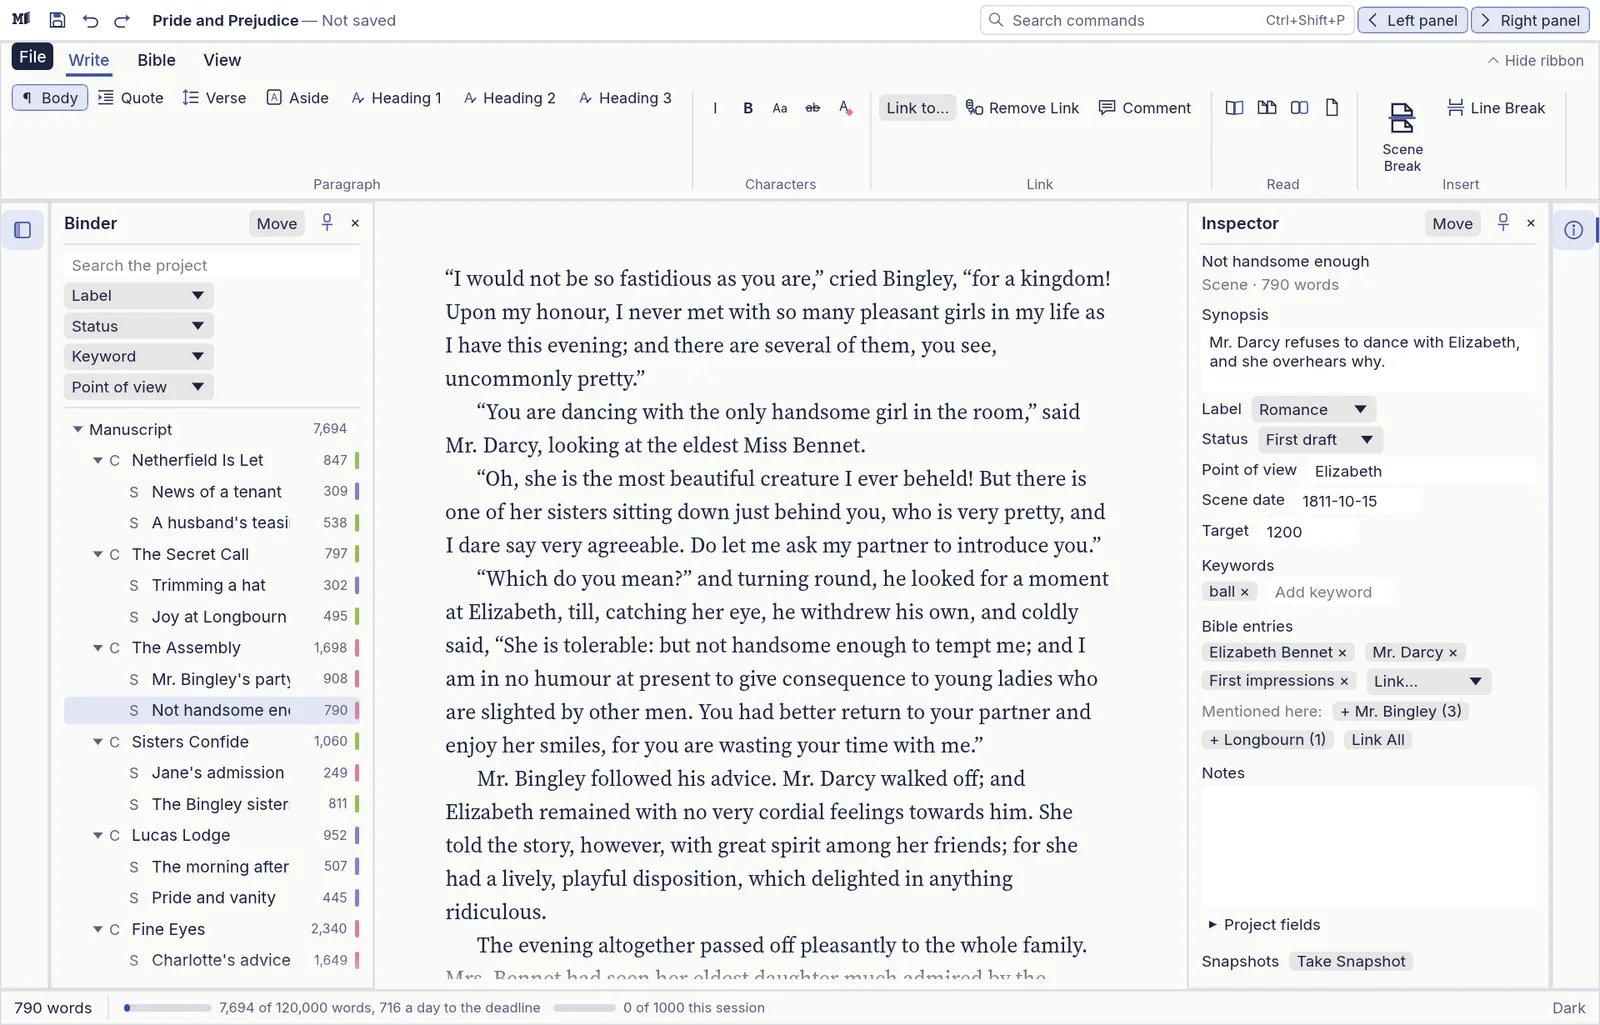 Pride and Prejudice — Not saved
Search commands Ctrl+Shift+P
Left panel
Right panel
File Write Bible View
Hide ribbon
¶ Body Quote Verse Aside Heading 1 Heading 2 Heading 3
Paragraph
I B Aa ab A
Characters
Link to... Remove Link Comment
Link
Read
Scene
Break
Line Break
Insert
Binder Move ×
Search the project
Label
Status
Keyword
Point of view
Manuscript 7,694
C Netherfield Is Let 847
S News of a tenant 309
S A husband's teasi 538
C The Secret Call 797
S Trimming a hat 302
S Joy at Longbourn 495
C The Assembly 1,698
S Mr. Bingley's party 908
S Not handsome en 790
C Sisters Confide 1,060
S Jane's admission 249
S The Bingley sister 811
C Lucas Lodge 952
S The morning after 507
S Pride and vanity 445
C Fine Eyes 2,340
S Charlotte's advice 1,649
“I would not be so fastidious as you are,” cried Bingley, “for a kingdom!
Upon my honour, I never met with so many pleasant girls in my life as
I have this evening; and there are several of them, you see,
uncommonly pretty.”
“You are dancing with the only handsome girl in the room,” said
Mr. Darcy, looking at the eldest Miss Bennet.
“Oh, she is the most beautiful creature I ever beheld! But there is
one of her sisters sitting down just behind you, who is very pretty, and
I dare say very agreeable. Do let me ask my partner to introduce you.”
“Which do you mean?” and turning round, he looked for a moment
at Elizabeth, till, catching her eye, he withdrew his own, and coldly
said, “She is tolerable: but not handsome enough to tempt me; and I
am in no humour at present to give consequence to young ladies who
are slighted by other men. You had better return to your partner and
enjoy her smiles, for you are wasting your time with me.”
Mr. Bingley followed his advice. Mr. Darcy walked off; and
Elizabeth remained with no very cordial feelings towards him. She
told the story, however, with great spirit among her friends; for she
had a lively, playful disposition, which delighted in anything
ridiculous.
The evening altogether passed off pleasantly to the whole family.
Mrs. Bennet had seen her eldest daughter much admired by the
Inspector Move ×
Not handsome enough
Scene · 790 words
Synopsis
Mr. Darcy refuses to dance with Elizabeth,
and she overhears why.
Label Romance
Status First draft
Point of view Elizabeth
Scene date 1811-10-15
Target 1200
Keywords
ball × Add keyword
Bible entries
Elizabeth Bennet × Mr. Darcy ×
First impressions × Link...
Mentioned here: + Mr. Bingley (3)
+ Longbourn (1) Link All
Notes
Project fields
Snapshots Take Snapshot
790 words 7,694 of 120,000 words, 716 a day to the deadline 0 of 1000 this session Dark